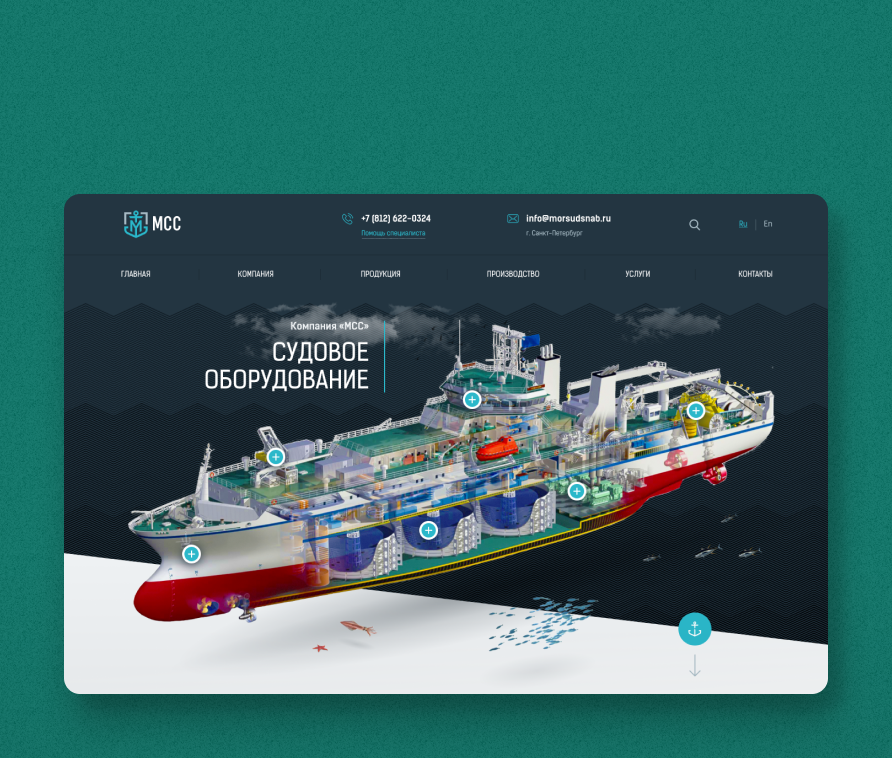 МСС
+7 (812) 622-0324
Помощь специалиста
info@morsudsnab.ru
г. Санкт-Петербург
Ru
En
ГЛАВНАЯ
КОМПАНИЯ
ПРОДУКЦИЯ
ПРОИЗВОДСТВО
УСЛУГИ
КОНТАКТЫ
Компания «МСС»
СУДОВОЕ
ОБОРУДОВАНИЕ